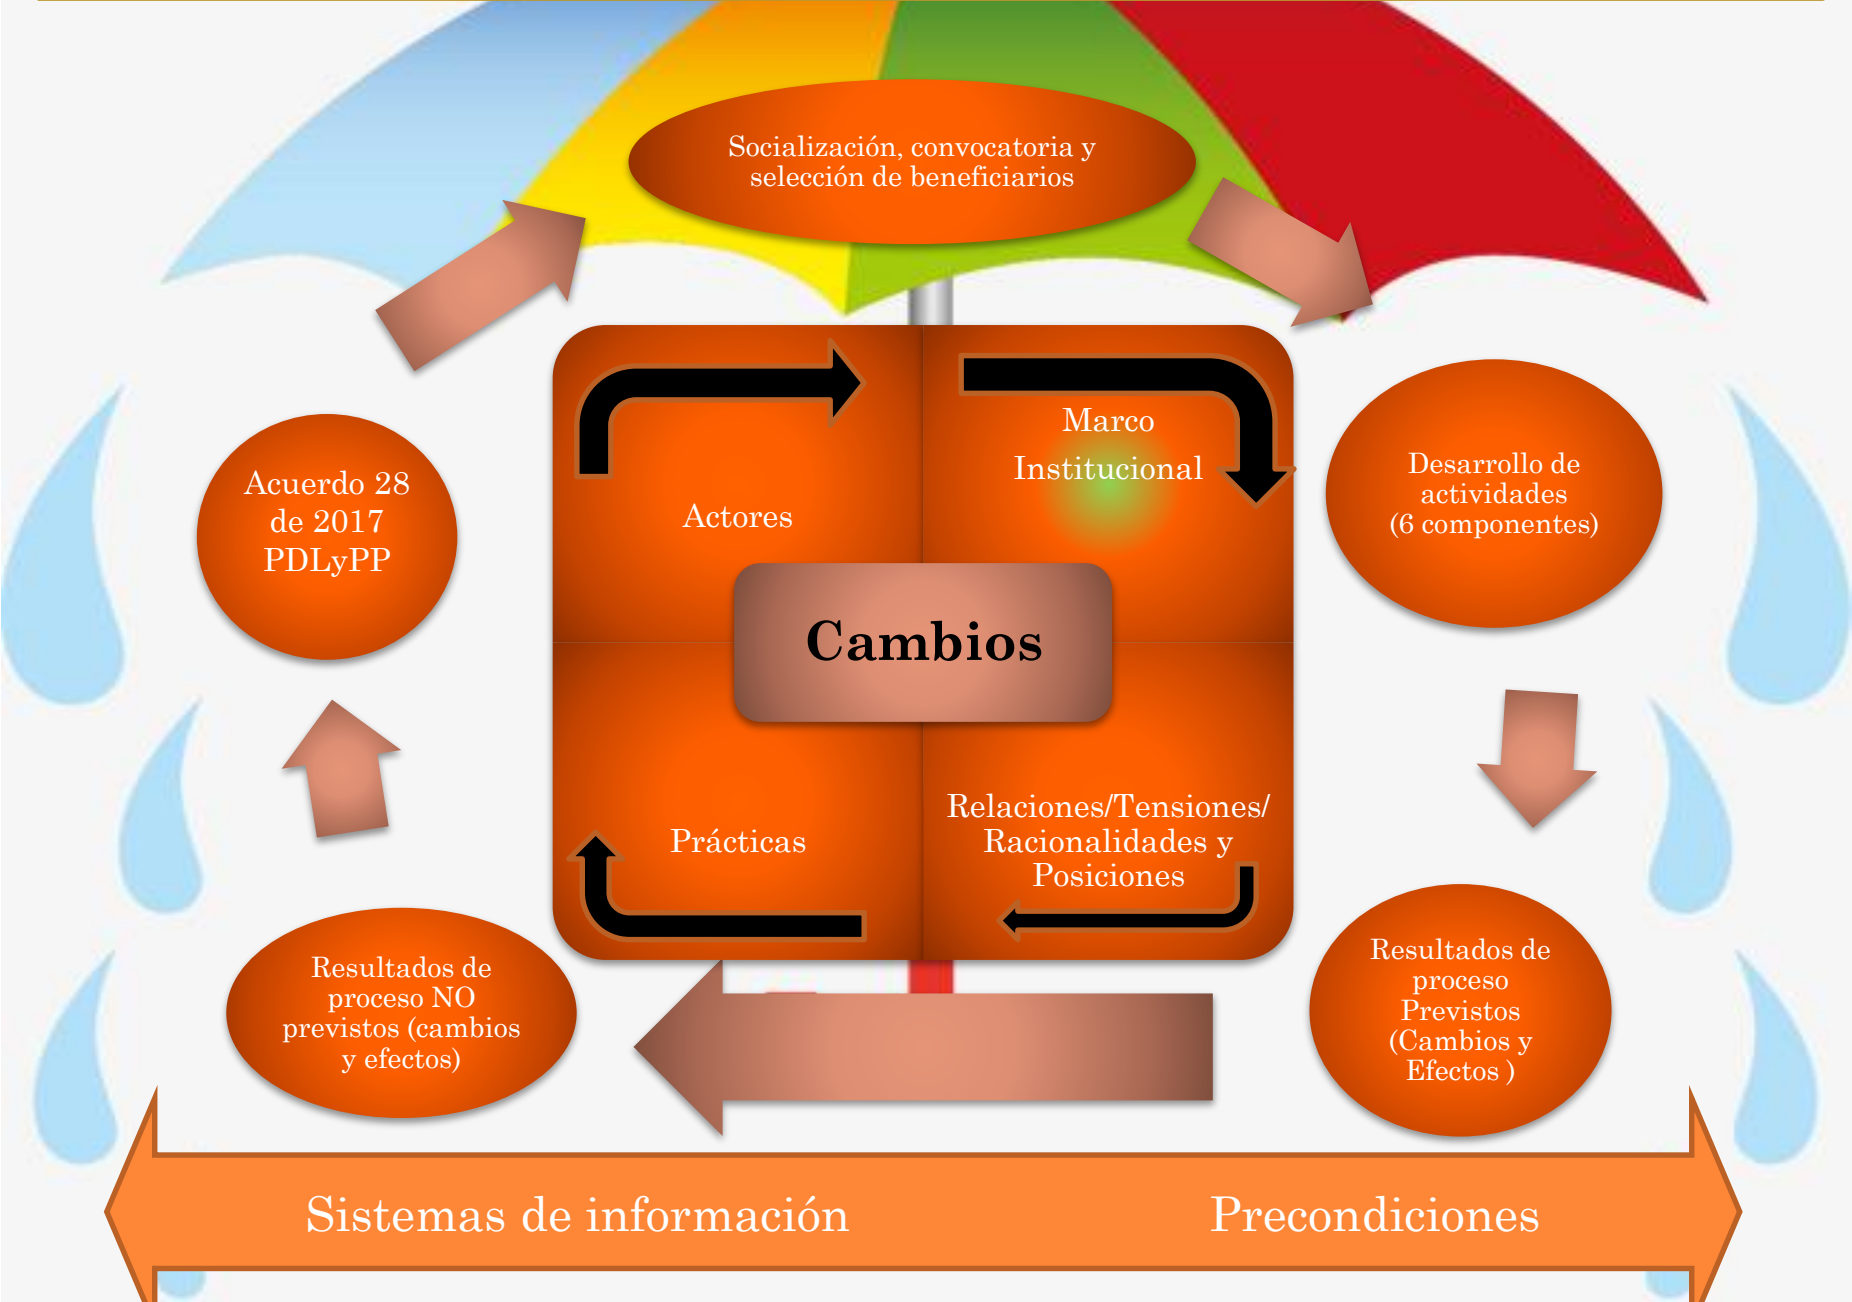 Socialización, convocatoria y
selección de beneficiarios
Acuerdo 28
de 2017
PDLyPP
Actores
Marco
Institucional
Desarrollo de
actividades
(6 componentes)
Cambios
Prácticas
Relaciones/Tensiones/
Racionalidades y
Posiciones
Resultados de
proceso NO
previstos (cambios
y efectos)
Resultados de
proceso
Previstos
(Cambios y
Efectos )
Sistemas de información
Precondiciones